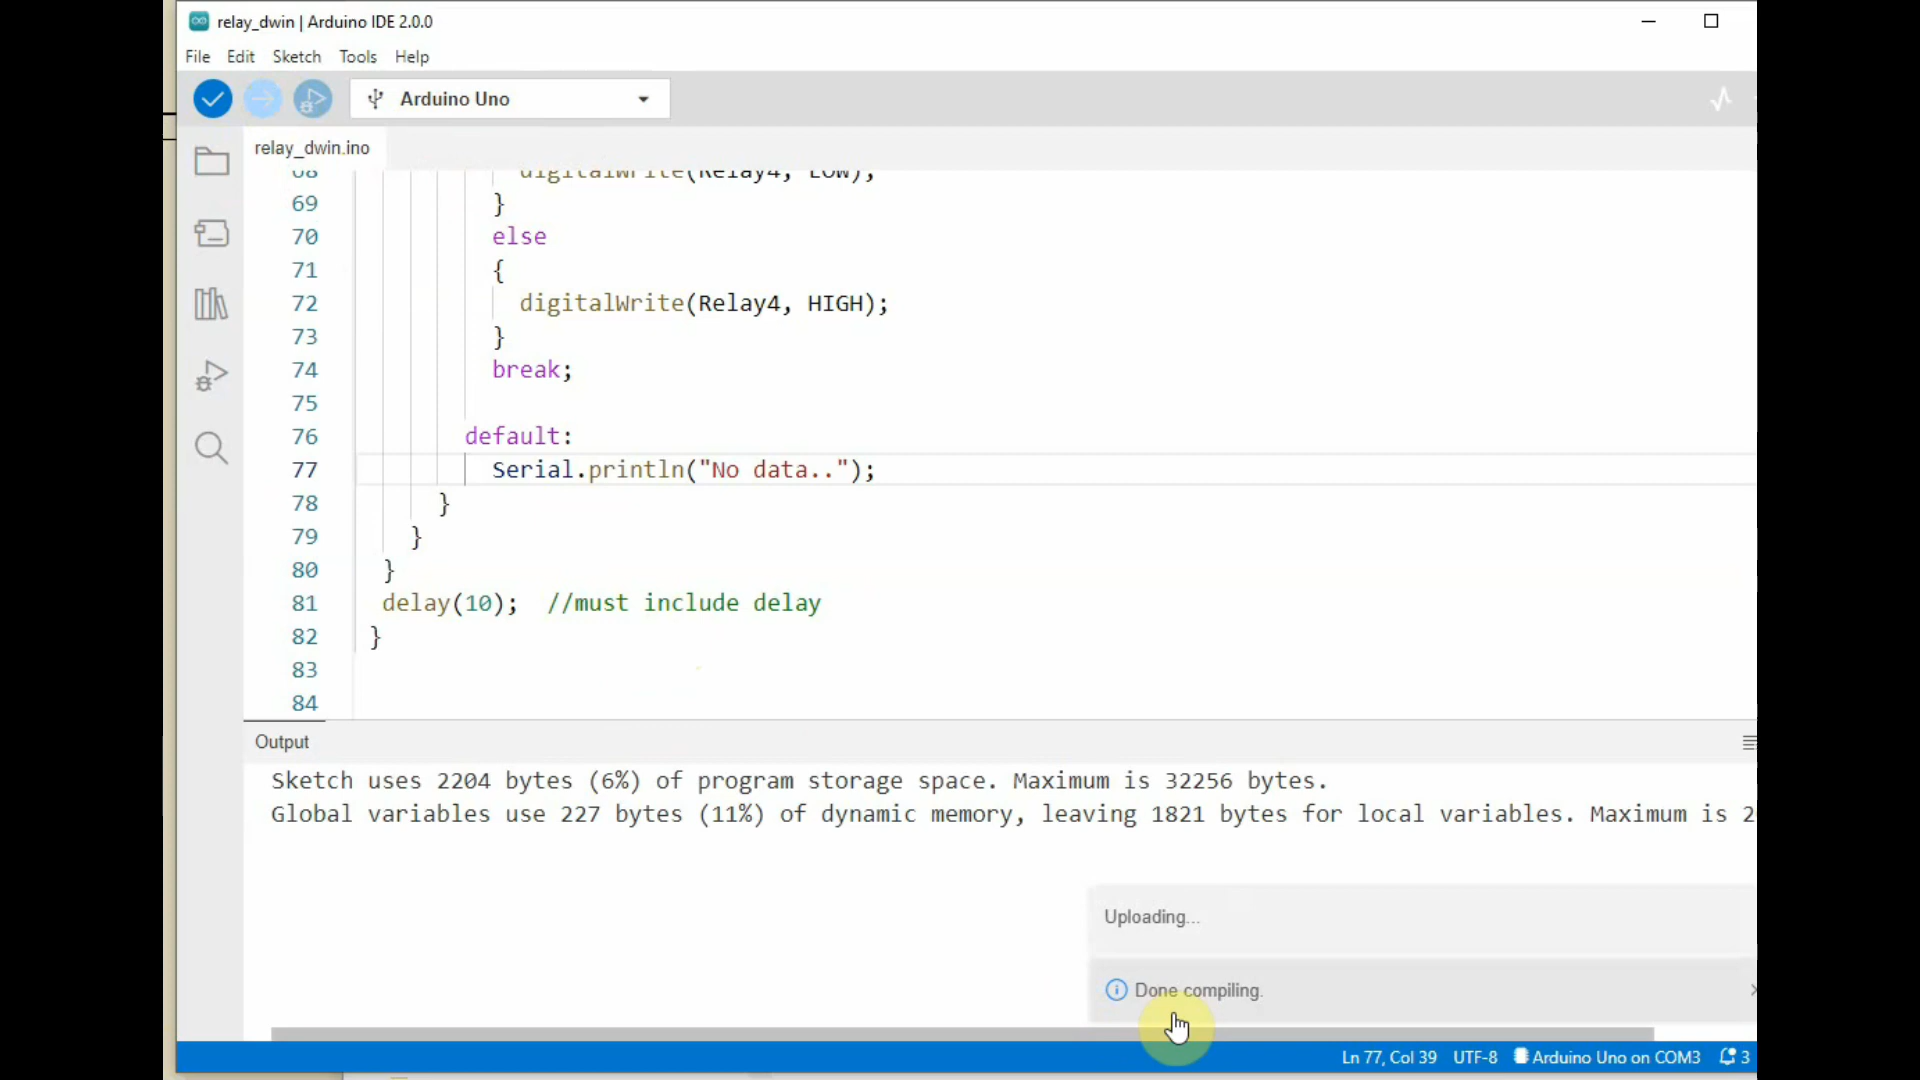 relay_dwin | Arduino IDE 2.0.0
File Edit Sketch Tools Help
Arduino Uno
relay_dwin.ino
68 digitalWrite(Relay4, LOW);
69 }
70 else
71 {
72 digitalWrite(Relay4, HIGH);
73 }
74 break;
75
76 default:
77 Serial.println("No data..");
78 }
79 }
80 }
81 delay(10); //must include delay
82 }
83
84
Output
Sketch uses 2204 bytes (6%) of program storage space. Maximum is 32256 bytes.
Global variables use 227 bytes (11%) of dynamic memory, leaving 1821 bytes for local variables. Maximum is 2
Uploading...
Done compiling.
Ln 77, Col 39 UTF-8 Arduino Uno on COM3 3